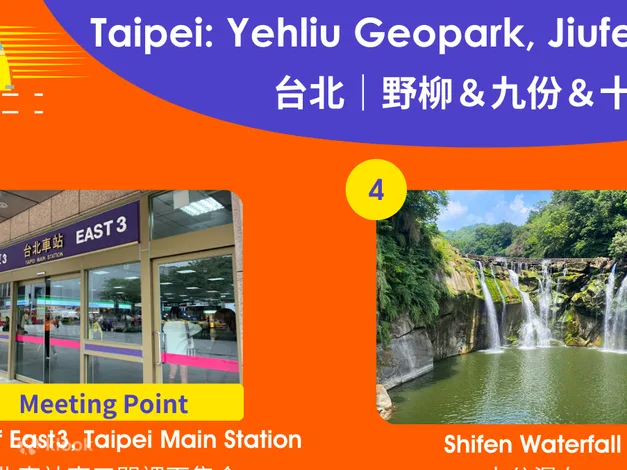 Taipei: Yehliu Geopark, Jiufe
台北｜野柳＆九份＆十
4
台北車站
TAIPEI MAIN STATION
EAST 3
Meeting Point
East3, Taipei Main Station
klook
Shifen Waterfall